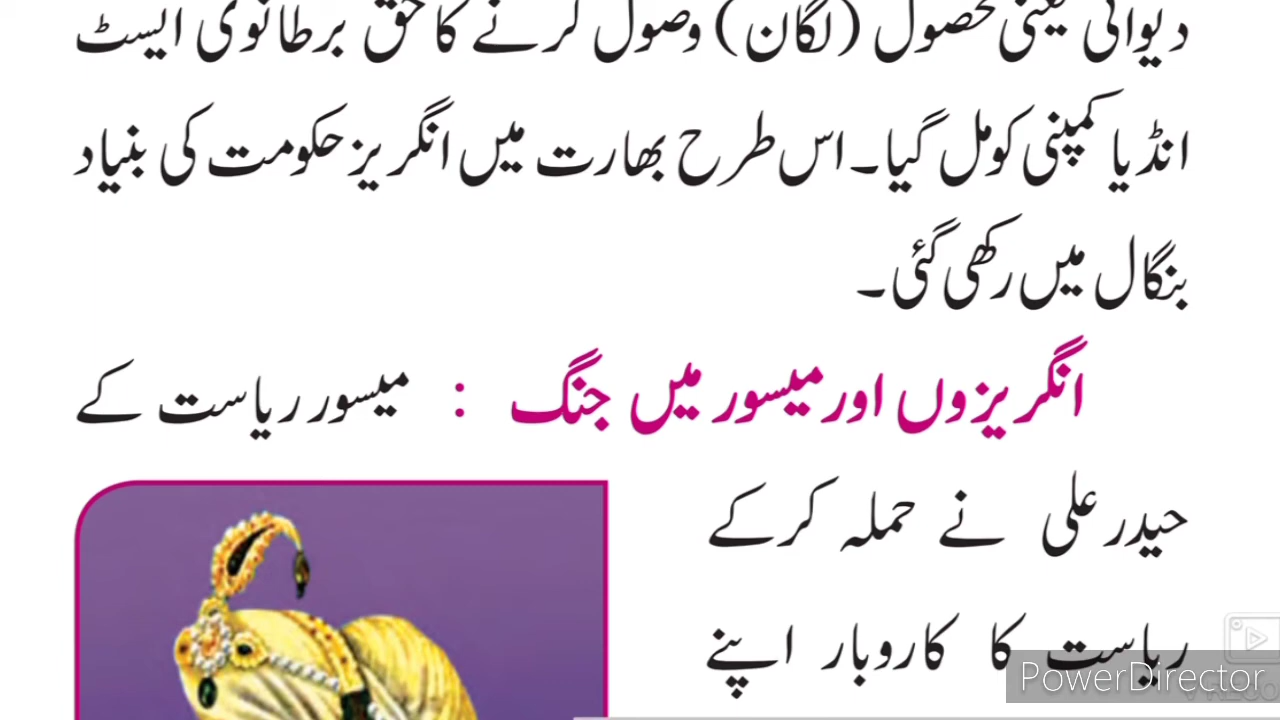 دیوانی یعنی محصول (لگان) وصول کرنے کا حق برطانوی ایسٹ
انڈیا کمپنی کو مل گیا۔ اس طرح بھارت میں انگریز حکومت کی بنیاد
بنگال میں رکھی گئی۔
انگریزوں اور میسور میں جنگ : میسور ریاست کے
حیدر علی نے حملہ کرکے
ریاست کا کاروبار اپنے
PowerDirector